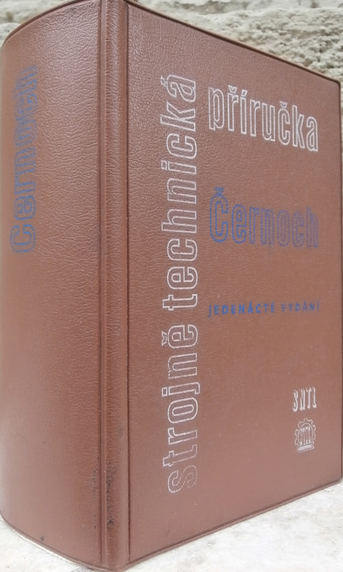 Černoch
strojně technická
příručka
Černoch
JEDENÁCTÉ VYDÁNÍ
SNTL